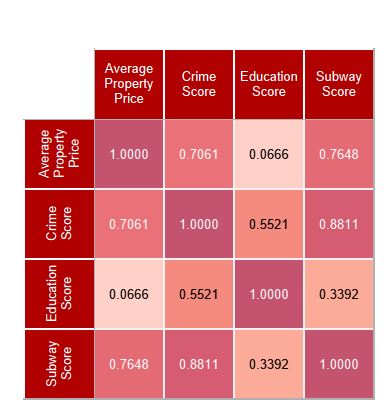 Average Property Price
Crime Score
Education Score
Subway Score
Average Property Price
1.0000 0.7061 0.0666 0.7648
Crime Score
0.7061 1.0000 0.5521 0.8811
Education Score
0.0666 0.5521 1.0000 0.3392
Subway Score
0.7648 0.8811 0.3392 1.0000